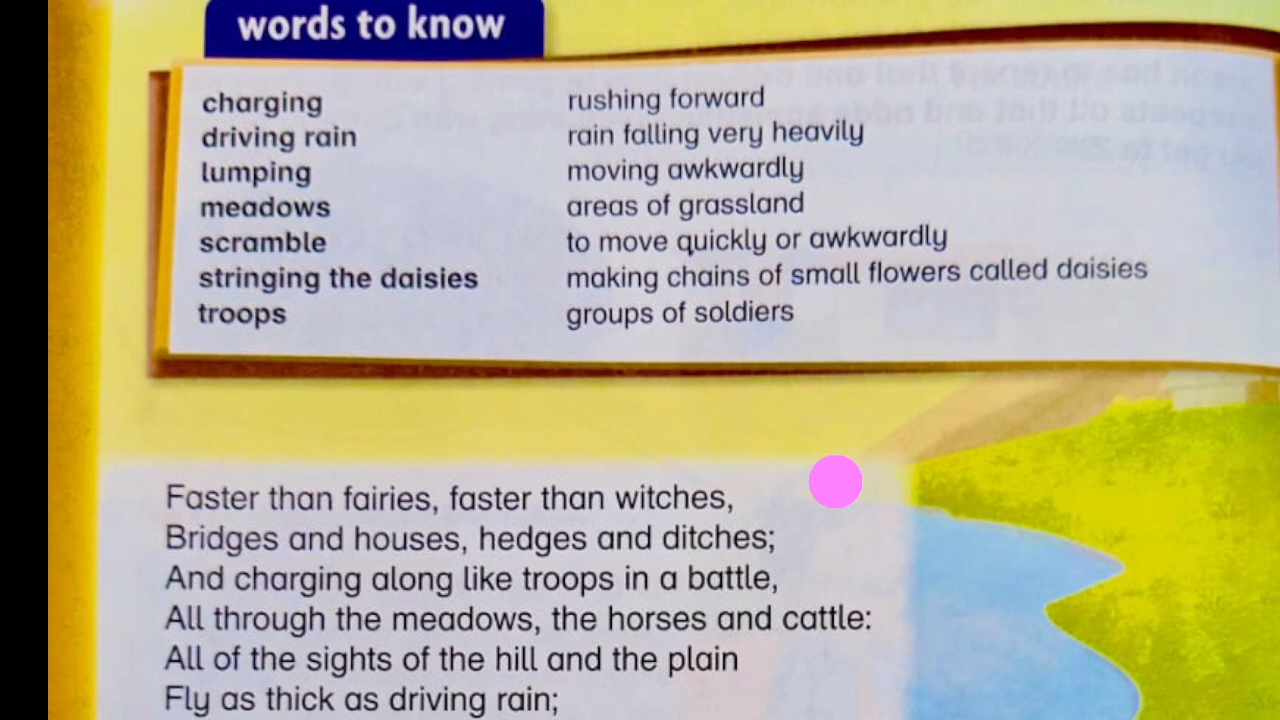 words to know
charging rushing forward
driving rain rain falling very heavily
lumping moving awkwardly
meadows areas of grassland
scramble to move quickly or awkwardly
stringing the daisies making chains of small flowers called daisies
troops groups of soldiers
Faster than fairies, faster than witches,
Bridges and houses, hedges and ditches;
And charging along like troops in a battle,
All through the meadows, the horses and cattle:
All of the sights of the hill and the plain
Fly as thick as driving rain;